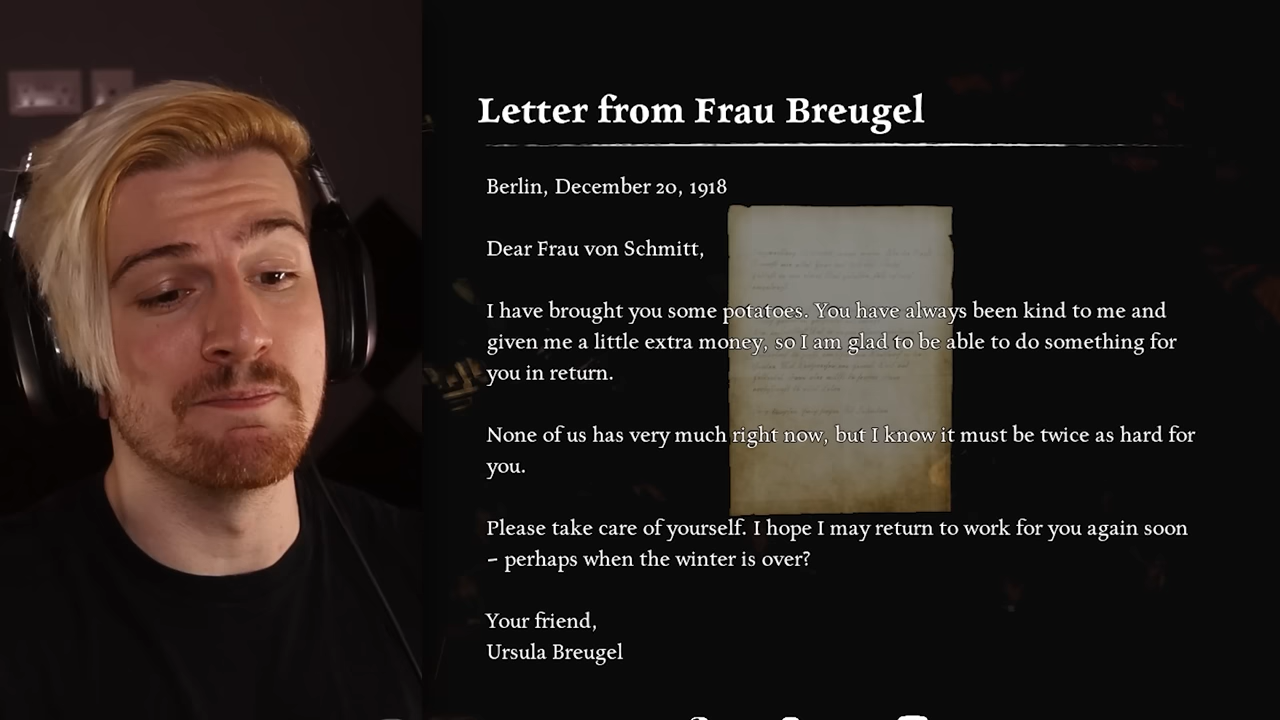 Letter from Frau Breugel
Berlin, December 20, 1918
Dear Frau von Schmitt,
I have brought you some potatoes. You have always been kind to me and
given me a little extra money, so I am glad to be able to do something for
you in return.
None of us has very much right now, but I know it must be twice as hard for
you.
Please take care of yourself. I hope I may return to work for you again soon
– perhaps when the winter is over?
Your friend,
Ursula Breugel